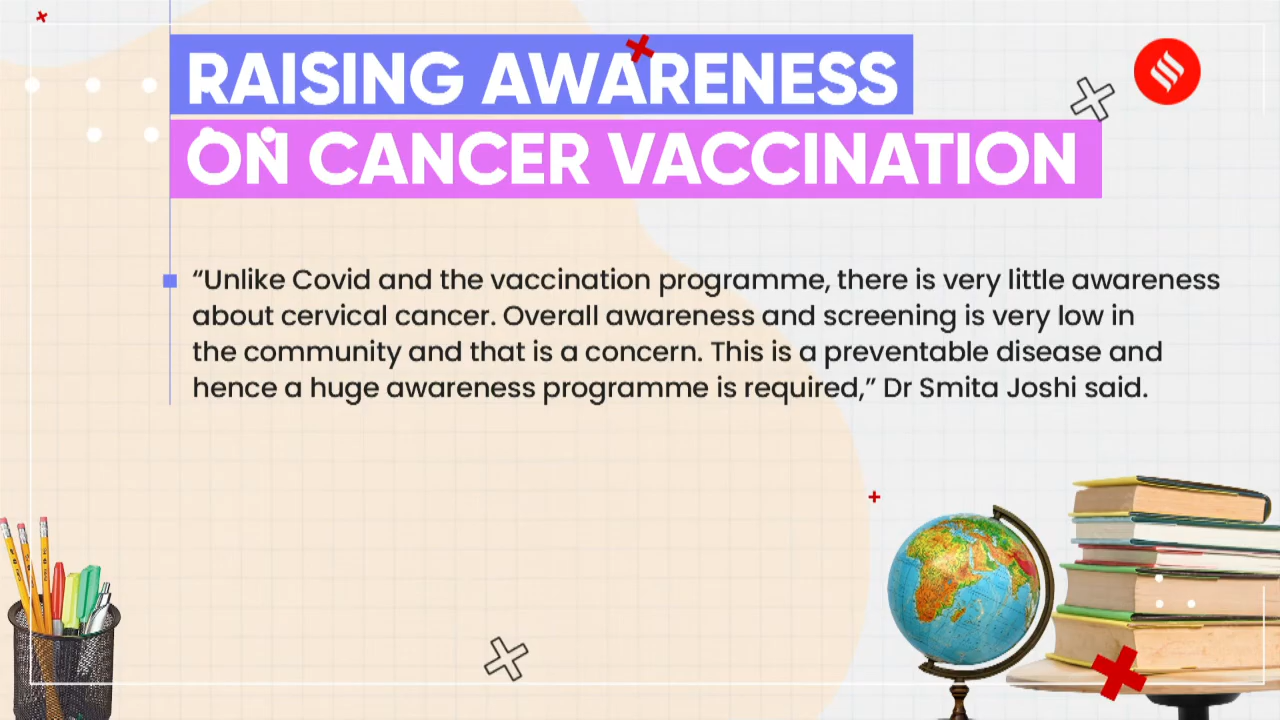 RAISING AWARENESS
ON CANCER VACCINATION
“Unlike Covid and the vaccination programme, there is very little awareness
about cervical cancer. Overall awareness and screening is very low in
the community and that is a concern. This is a preventable disease and
hence a huge awareness programme is required,” Dr Smita Joshi said.